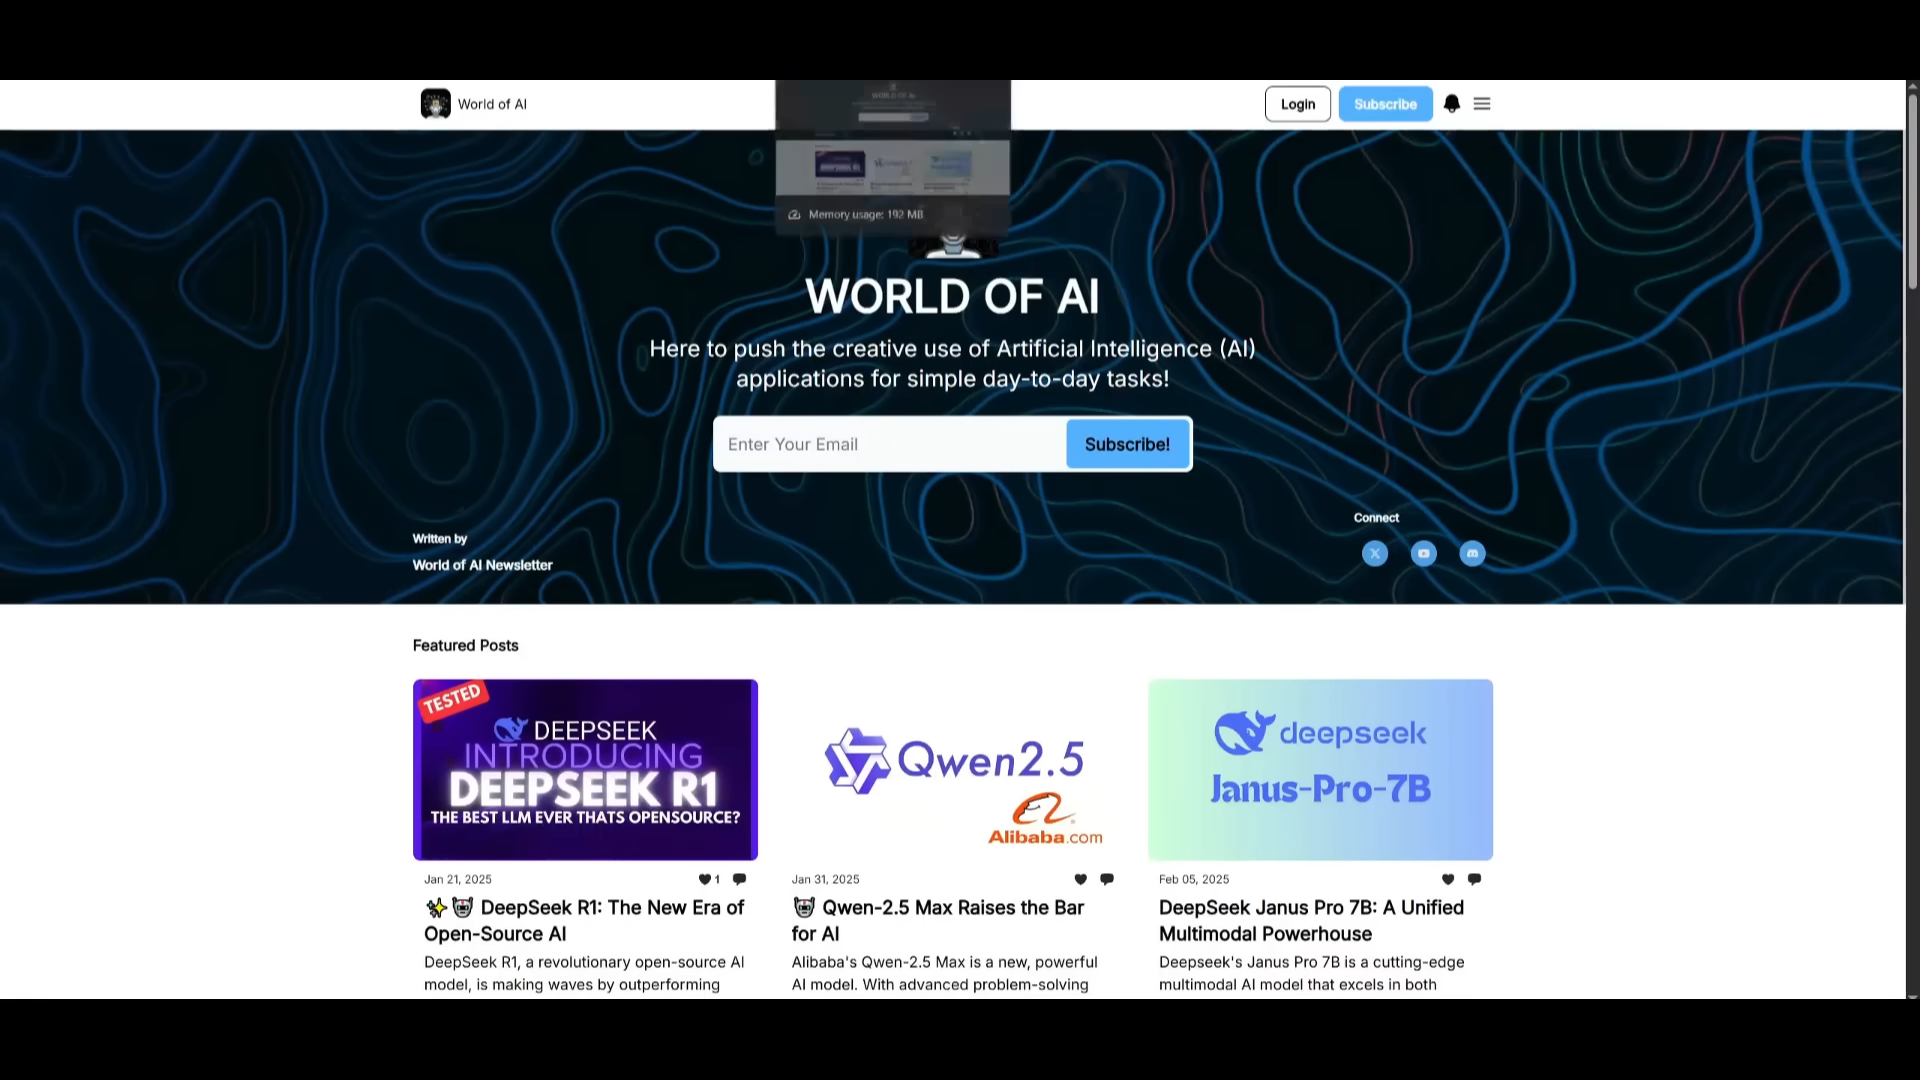 World of AI
Login
Subscribe
Memory usage: 192 MB
WORLD OF AI
Here to push the creative use of Artificial Intelligence (AI)
applications for simple day-to-day tasks!
Enter Your Email
Subscribe!
Connect
Written by
World of AI Newsletter
Featured Posts
TESTED
DEEPSEEK
INTRODUCING
DEEPSEEK R1
THE BEST LLM EVER THATS OPENSOURCE?
Jan 21, 2025
1
DeepSeek R1: The New Era of
Open-Source AI
DeepSeek R1, a revolutionary open-source AI
model, is making waves by outperforming
Qwen2.5
Alibaba.com
Jan 31, 2025
Qwen-2.5 Max Raises the Bar
for AI
Alibaba's Qwen-2.5 Max is a new, powerful
AI model. With advanced problem-solving
deepseek
Janus-Pro-7B
Feb 05, 2025
DeepSeek Janus Pro 7B: A Unified
Multimodal Powerhouse
Deepseek's Janus Pro 7B is a cutting-edge
multimodal AI model that excels in both